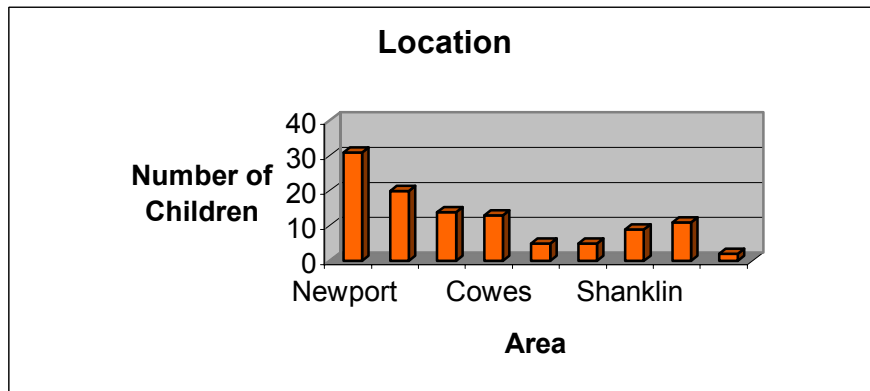 Location
40
30
20
10
0
Number of
Children
Newport Cowes Shanklin
Area